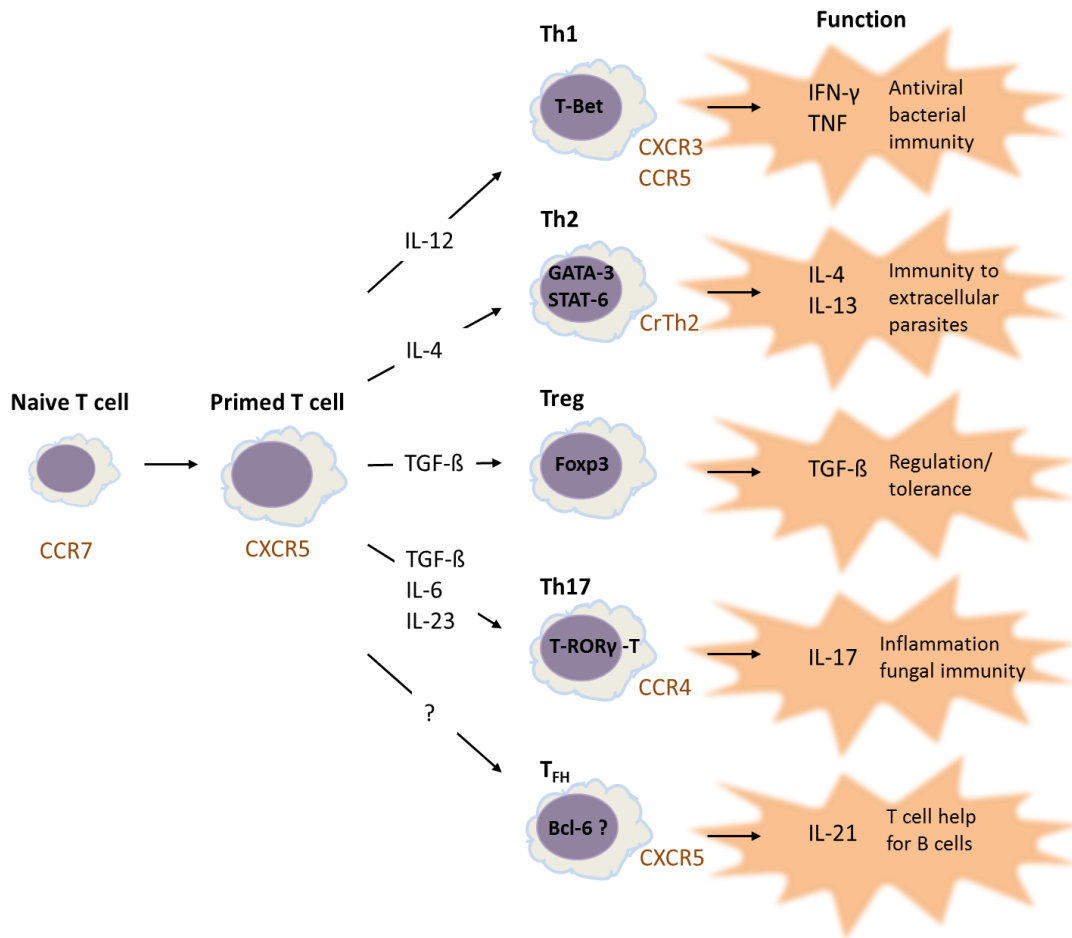 Function
Th1
T-Bet
CXCR3
CCR5
IFN-γ
TNF
Antiviral
bacterial
immunity
IL-12
Th2
GATA-3
STAT-6
CrTh2
IL-4
IL-13
Immunity to
extracellular
parasites
IL-4
Naive T cell
CCR7
Primed T cell
CXCR5
TGF-ß
Treg
Foxp3
TGF-ß
Regulation/
tolerance
TGF-ß
IL-6
IL-23
Th17
T-RORγ -T
CCR4
IL-17
Inflammation
fungal immunity
?
TFH
Bcl-6 ?
CXCR5
IL-21
T cell help
for B cells